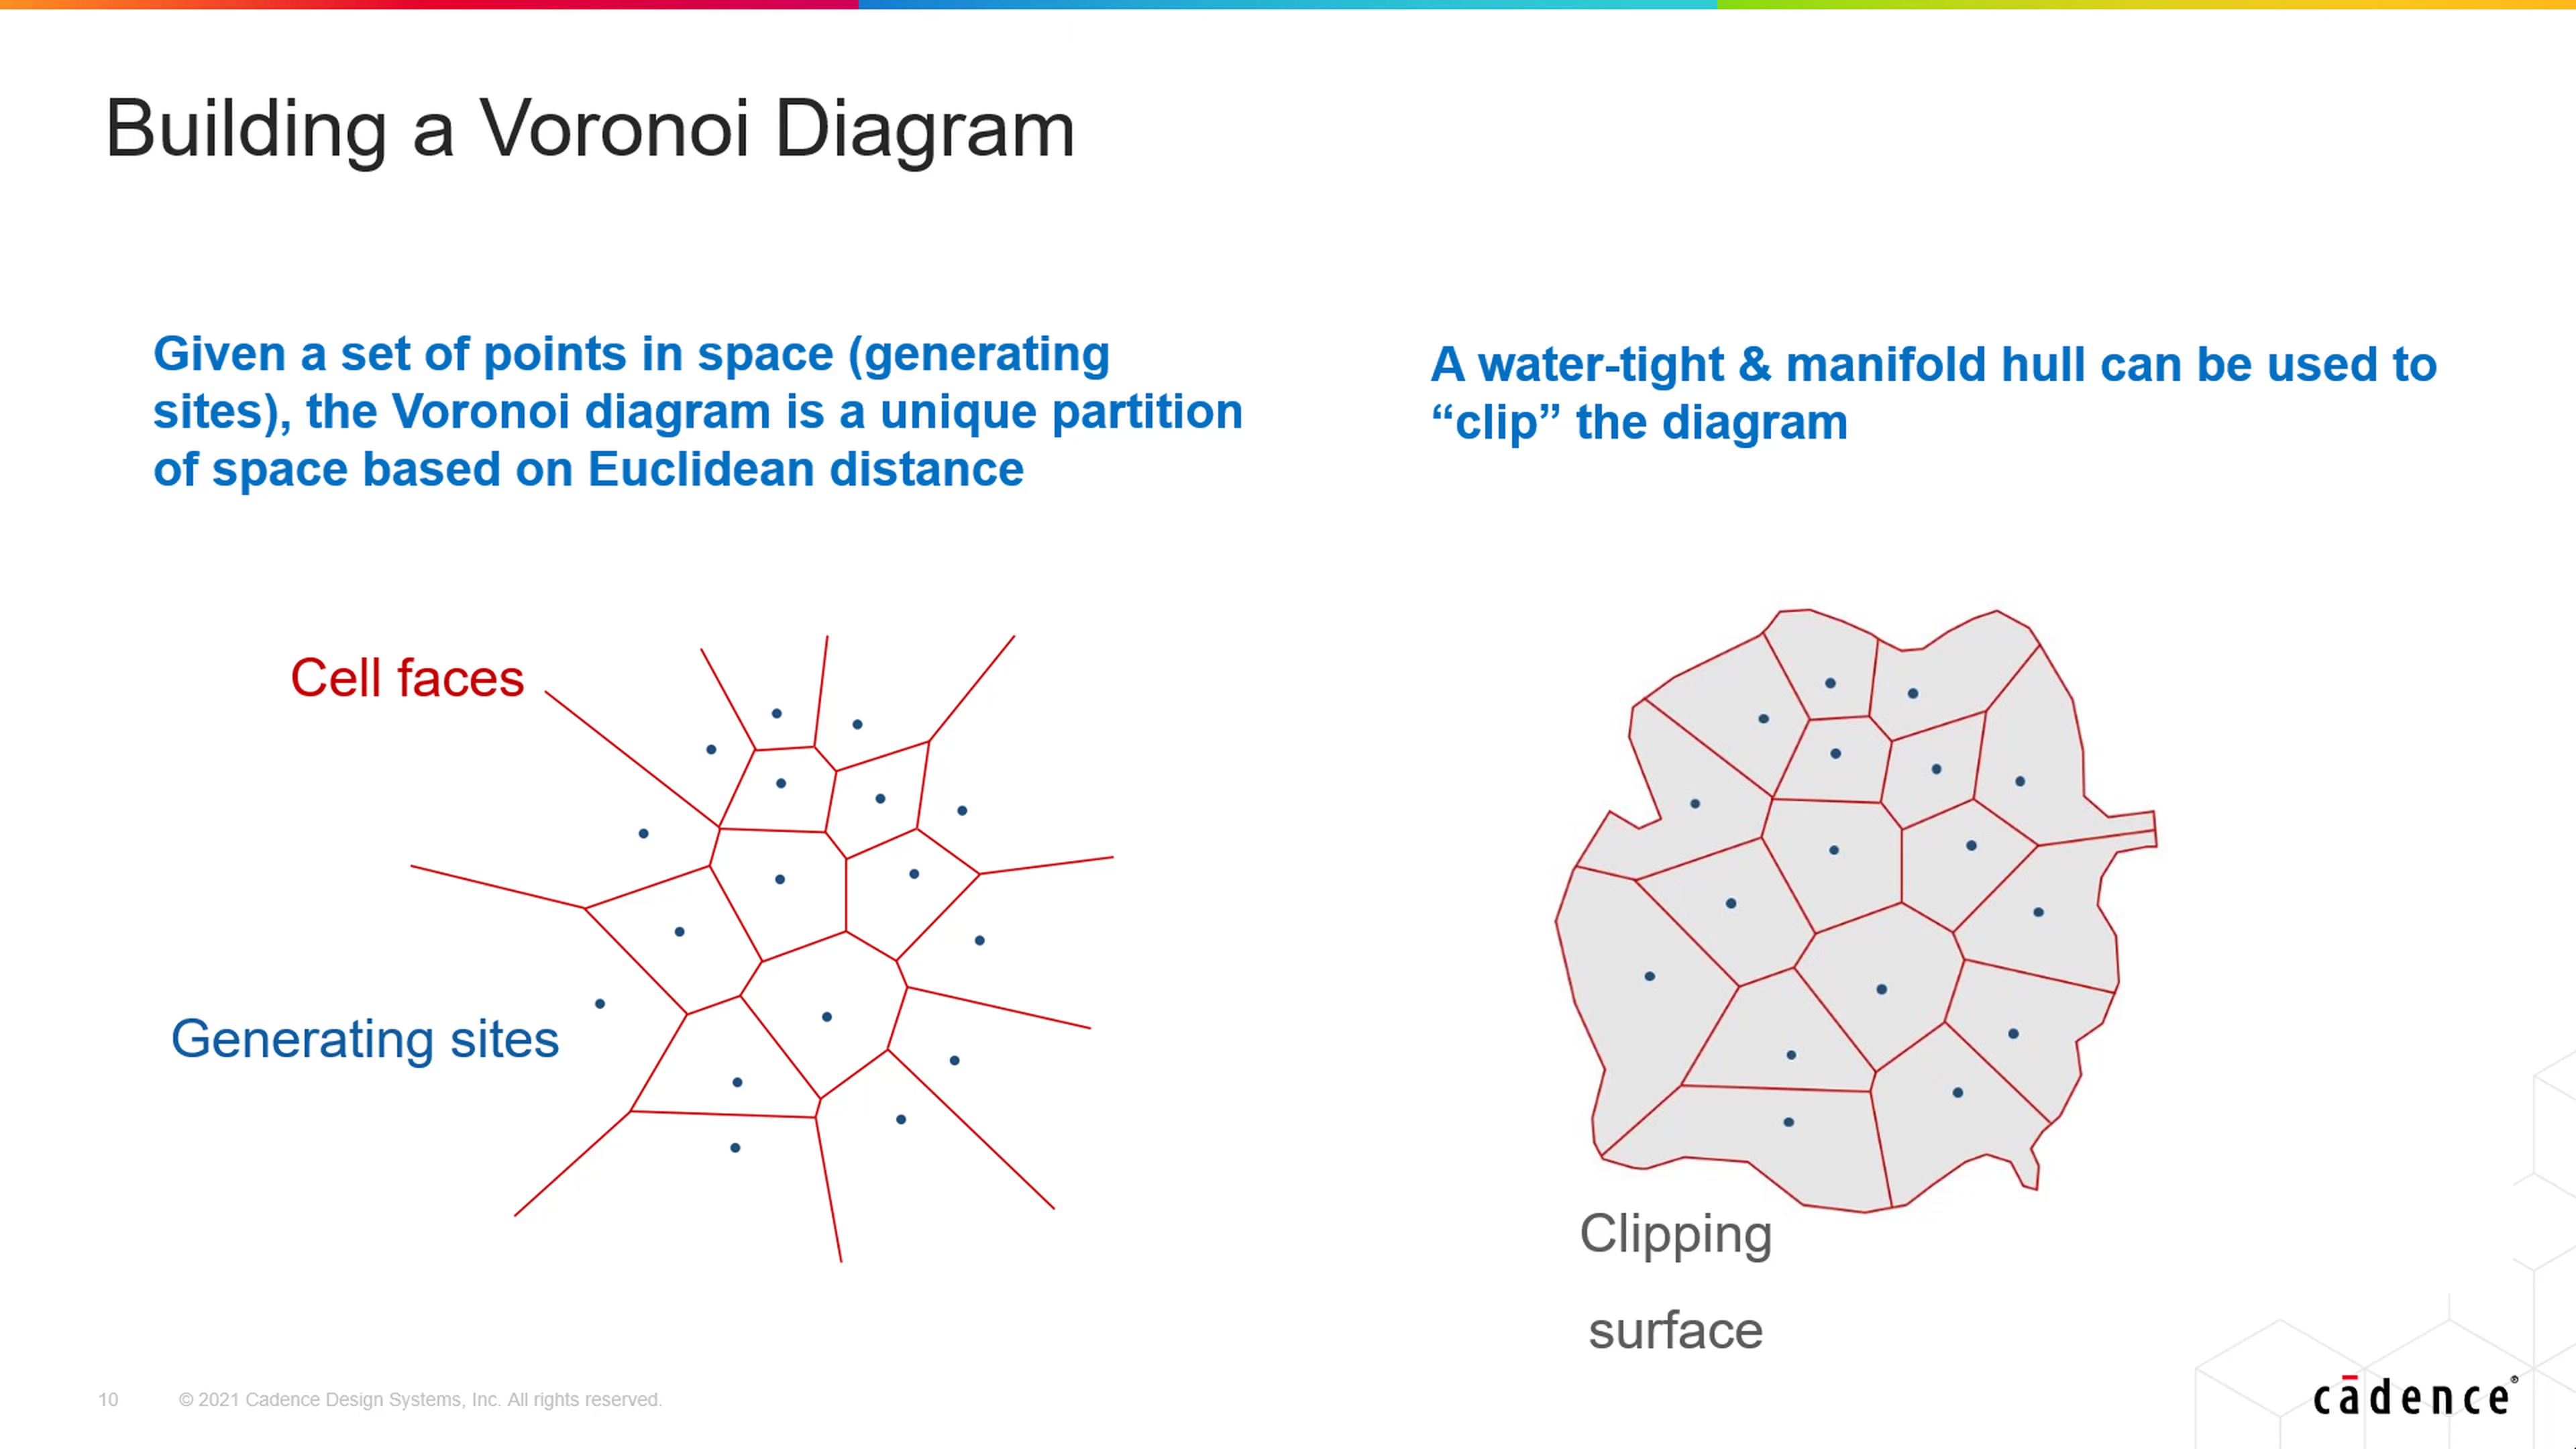 Building a Voronoi Diagram
Given a set of points in space (generating
sites), the Voronoi diagram is a unique partition
of space based on Euclidean distance
A water-tight & manifold hull can be used to
“clip” the diagram
Cell faces
Generating sites
Clipping
surface
10
© 2021 Cadence Design Systems, Inc. All rights reserved.
cādence®